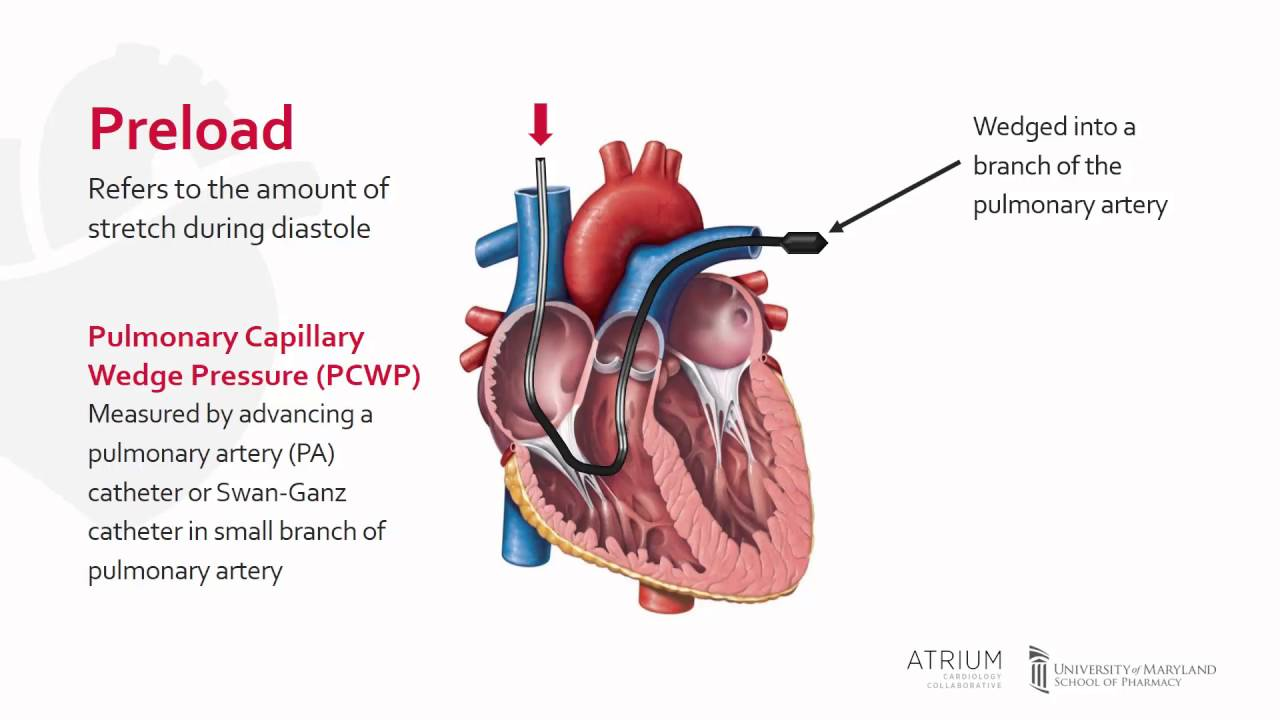 Preload
Refers to the amount of
stretch during diastole
Pulmonary Capillary
Wedge Pressure (PCWP)
Measured by advancing a
pulmonary artery (PA)
catheter or Swan-Ganz
catheter in small branch of
pulmonary artery
Wedged into a
branch of the
pulmonary artery
ATRIUM
CARDIOLOGY
COLLABORATIVE
UNIVERSITY of MARYLAND
SCHOOL OF PHARMACY